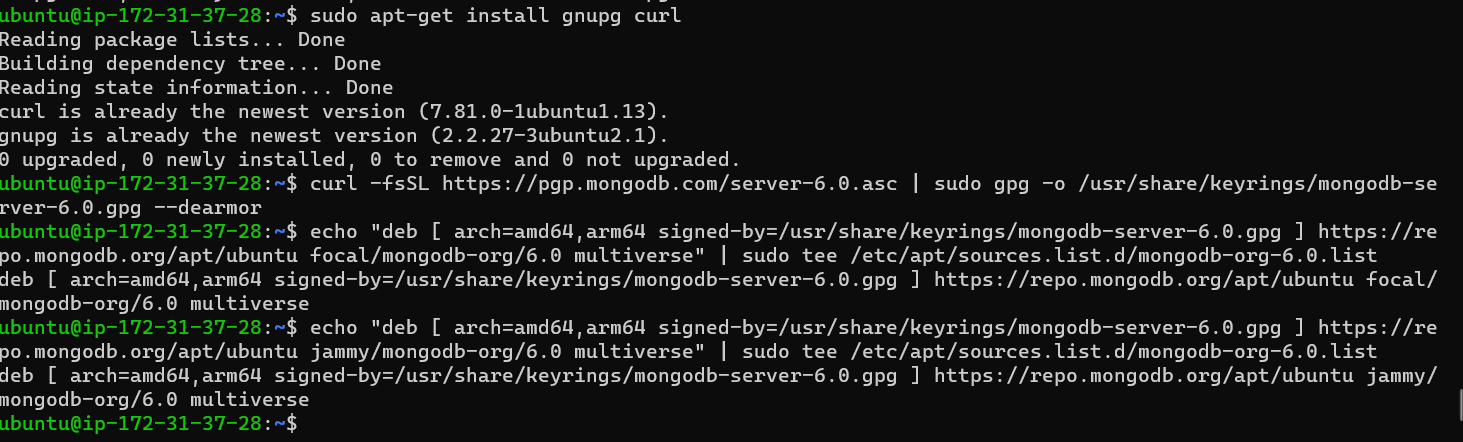 ubuntu@ip-172-31-37-28:~$ sudo apt-get install gnupg curl
Reading package lists... Done
Building dependency tree... Done
Reading state information... Done
curl is already the newest version (7.81.0-1ubuntu1.13).
gnupg is already the newest version (2.2.27-3ubuntu2.1).
0 upgraded, 0 newly installed, 0 to remove and 0 not upgraded.
ubuntu@ip-172-31-37-28:~$ curl -fsSL https://pgp.mongodb.com/server-6.0.asc | sudo gpg -o /usr/share/keyrings/mongodb-se
rver-6.0.gpg --dearmor
ubuntu@ip-172-31-37-28:~$ echo "deb [ arch=amd64,arm64 signed-by=/usr/share/keyrings/mongodb-server-6.0.gpg ] https://re
po.mongodb.org/apt/ubuntu focal/mongodb-org/6.0 multiverse" | sudo tee /etc/apt/sources.list.d/mongodb-org-6.0.list
deb [ arch=amd64,arm64 signed-by=/usr/share/keyrings/mongodb-server-6.0.gpg ] https://repo.mongodb.org/apt/ubuntu focal/
mongodb-org/6.0 multiverse
ubuntu@ip-172-31-37-28:~$ echo "deb [ arch=amd64,arm64 signed-by=/usr/share/keyrings/mongodb-server-6.0.gpg ] https://re
po.mongodb.org/apt/ubuntu jammy/mongodb-org/6.0 multiverse" | sudo tee /etc/apt/sources.list.d/mongodb-org-6.0.list
deb [ arch=amd64,arm64 signed-by=/usr/share/keyrings/mongodb-server-6.0.gpg ] https://repo.mongodb.org/apt/ubuntu jammy/
mongodb-org/6.0 multiverse
ubuntu@ip-172-31-37-28:~$